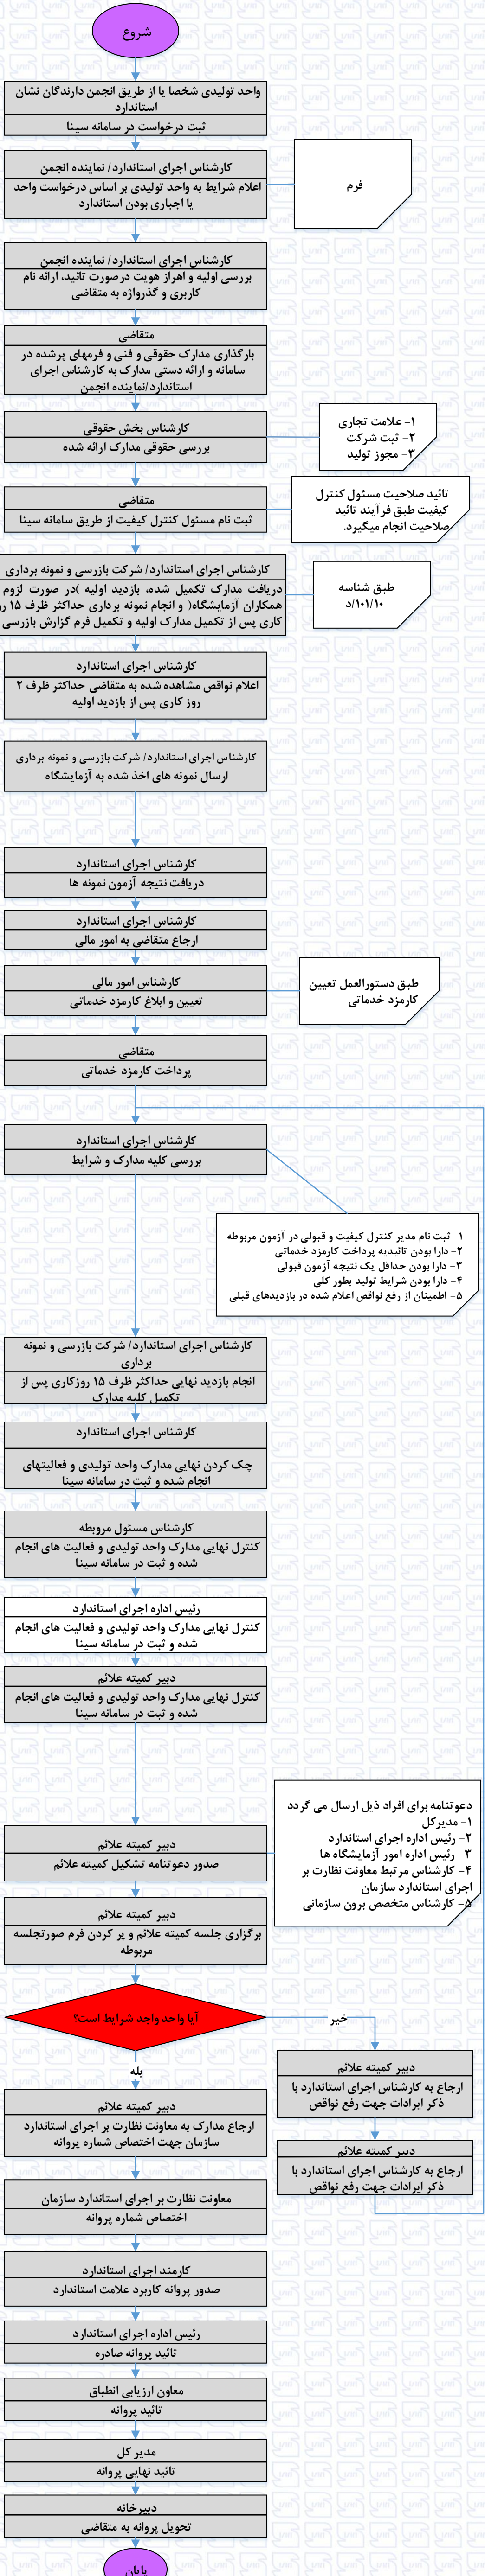 شروع
واحد تولیدی شخصا یا از طریق انجمن دارندگان نشان
استاندارد
ثبت درخواست در سامانه سینا
کارشناس اجرای استاندارد/ نماینده انجمن
اعلام شرایط به واحد تولیدی بر اساس درخواست واحد
یا اجباری بودن استاندارد
فرم
کارشناس اجرای استاندارد/ نماینده انجمن
بررسی اولیه و اهراز هویت درصورت تائید، ارائه نام
کاربری و گذرواژه به متقاضی
متقاضی
بارگذاری مدارک حقوقی و فنی و فرمهای پرشده در
سامانه و ارائه دستی مدارک به کارشناس اجرای
استاندارد/نماینده انجمن
کارشناس بخش حقوقی
بررسی حقوقی مدارک ارائه شده
۱- علامت تجاری
۲- ثبت شرکت
۳- مجوز تولید
متقاضی
ثبت نام مسئول کنترل کیفیت از طریق سامانه سینا
تائید صلاحیت مسئول کنترل
کیفیت طبق فرآیند تائید
صلاحیت انجام میگیرد.
کارشناس اجرای استاندارد/ شرکت بازرسی و نمونه برداری
دریافت مدارک تکمیل شده، بازدید اولیه )در صورت لزوم
همکاران آزمایشگاه( و انجام نمونه برداری حداکثر ظرف ۱۵ رو
کاری پس از تکمیل مدارک اولیه و تکمیل فرم گزارش بازرسی
طبق شناسه
د/۱۰۱/۱۰
کارشناس اجرای استاندارد
اعلام نواقص مشاهده شده به متقاضی حداکثر ظرف ۲
روز کاری پس از بازدید اولیه
کارشناس اجرای استاندارد/ شرکت بازرسی و نمونه برداری
ارسال نمونه های اخذ شده به آزمایشگاه
کارشناس اجرای استاندارد
دریافت نتیجه آزمون نمونه ها
کارشناس اجرای استاندارد
ارجاع متقاضی به امور مالی
کارشناس امور مالی
تعیین و ابلاغ کارمزد خدماتی
طبق دستورالعمل تعیین
کارمزد خدماتی
متقاضی
پرداخت کارمزد خدماتی
کارشناس اجرای استاندارد
بررسی کلیه مدارک و شرایط
۱- ثبت نام مدیر کنترل کیفیت و قبولی در آزمون مربوطه
۲- دارا بودن تائیدیه پرداخت کارمزد خدماتی
۳- دارا بودن حداقل یک نتیجه آزمون قبولی
۴- دارا بودن شرایط تولید بطور کلی
۵- اطمینان از رفع نواقص اعلام شده در بازدیدهای قبلی
کارشناس اجرای استاندارد/ شرکت بازرسی و نمونه
برداری
انجام بازدید نهایی حداکثر ظرف ۱۵ روزکاری پس از
تکمیل کلیه مدارک
کارشناس اجرای استاندارد
چک کردن نهایی مدارک واحد تولیدی و فعالیتهای
انجام شده و ثبت در سامانه سینا
کارشناس مسئول مروبطه
کنترل نهایی مدارک واحد تولیدی و فعالیت های انجام
شده و ثبت در سامانه سینا
رئیس اداره اجرای استاندارد
کنترل نهایی مدارک واحد تولیدی و فعالیت های انجام
شده و ثبت در سامانه سینا
دبیر کمیته علائم
کنترل نهایی مدارک واحد تولیدی و فعالیت های انجام
شده و ثبت در سامانه سینا
دبیر کمیته علائم
صدور دعوتنامه تشکیل کمیته علائم
دعوتنامه برای افراد ذیل ارسال می گردد
۱- مدیرکل
۲- رئیس اداره اجرای استاندارد
۳- رئیس اداره امور آزمایشگاه ها
۴- کارشناس مرتبط معاونت نظارت بر
اجرای استاندارد سازمان
۵- کارشناس متخصص برون سازمانی
دبیر کمیته علائم
برگزاری جلسه کمیته علائم و پر کردن فرم صورتجلسه
مربوطه
آیا واحد واجد شرایط است؟
خیر
بله
دبیر کمیته علائم
ارجاع به کارشناس اجرای استاندارد با
ذکر ایرادات جهت رفع نواقص
دبیر کمیته علائم
ارجاع به کارشناس اجرای استاندارد با
ذکر ایرادات جهت رفع نواقص
دبیر کمیته علائم
ارجاع مدارک به معاونت نظارت بر اجرای استاندارد
سازمان جهت اختصاص شماره پروانه
معاونت نظارت بر اجرای استاندارد سازمان
اختصاص شماره پروانه
کارمند اجرای استاندارد
صدور پروانه کاربرد علامت استاندارد
رئیس اداره اجرای استاندارد
تائید پروانه صادره
معاون ارزیابی انطباق
تائید پروانه
مدیر کل
تائید نهایی پروانه
دبیرخانه
تحویل پروانه به متقاضی
پایان